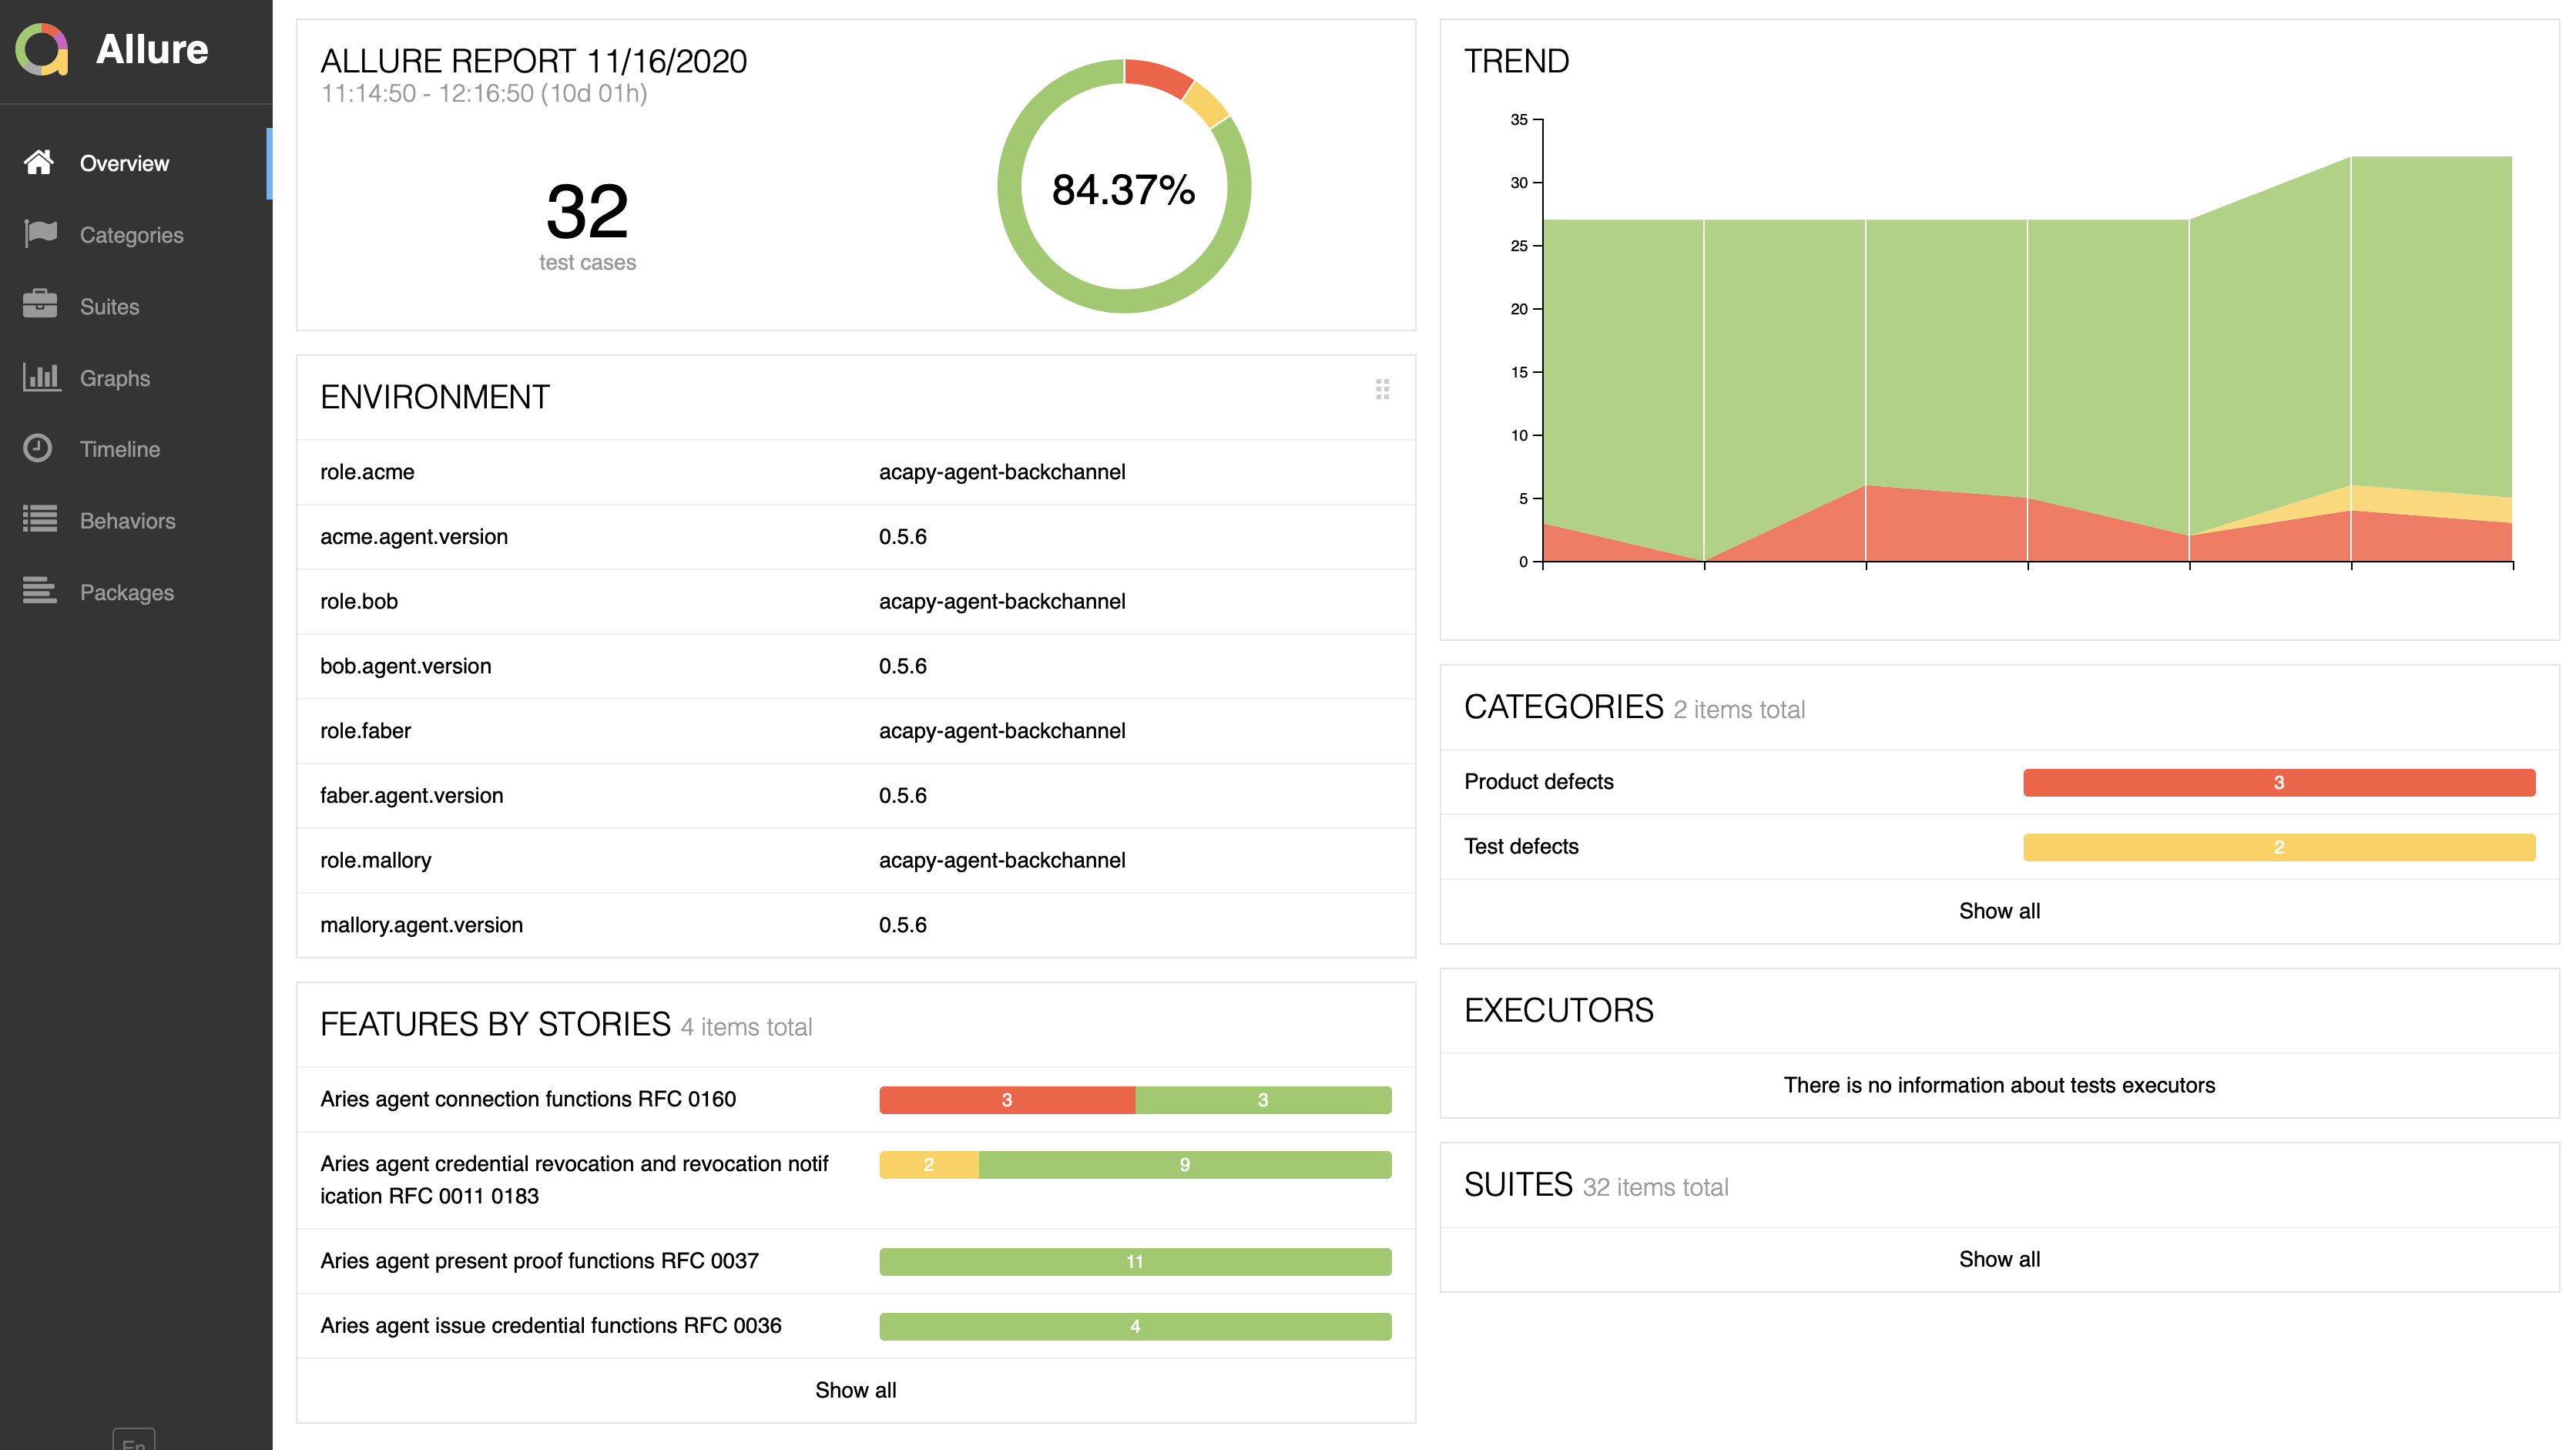 Allure
Overview
Categories
Suites
Graphs
Timeline
Behaviors
Packages
En
ALLURE REPORT 11/16/2020
11:14:50 - 12:16:50 (10d 01h)
32
test cases
84.37%
ENVIRONMENT
role.acme acapy-agent-backchannel
acme.agent.version 0.5.6
role.bob acapy-agent-backchannel
bob.agent.version 0.5.6
role.faber acapy-agent-backchannel
faber.agent.version 0.5.6
role.mallory acapy-agent-backchannel
mallory.agent.version 0.5.6
FEATURES BY STORIES 4 items total
Aries agent connection functions RFC 0160 3 3
Aries agent credential revocation and revocation notif 2 9
ication RFC 0011 0183
Aries agent present proof functions RFC 0037 11
Aries agent issue credential functions RFC 0036 4
Show all
TREND
35
30
25
20
15
10
5
0
CATEGORIES 2 items total
Product defects 3
Test defects 2
Show all
EXECUTORS
There is no information about tests executors
SUITES 32 items total
Show all